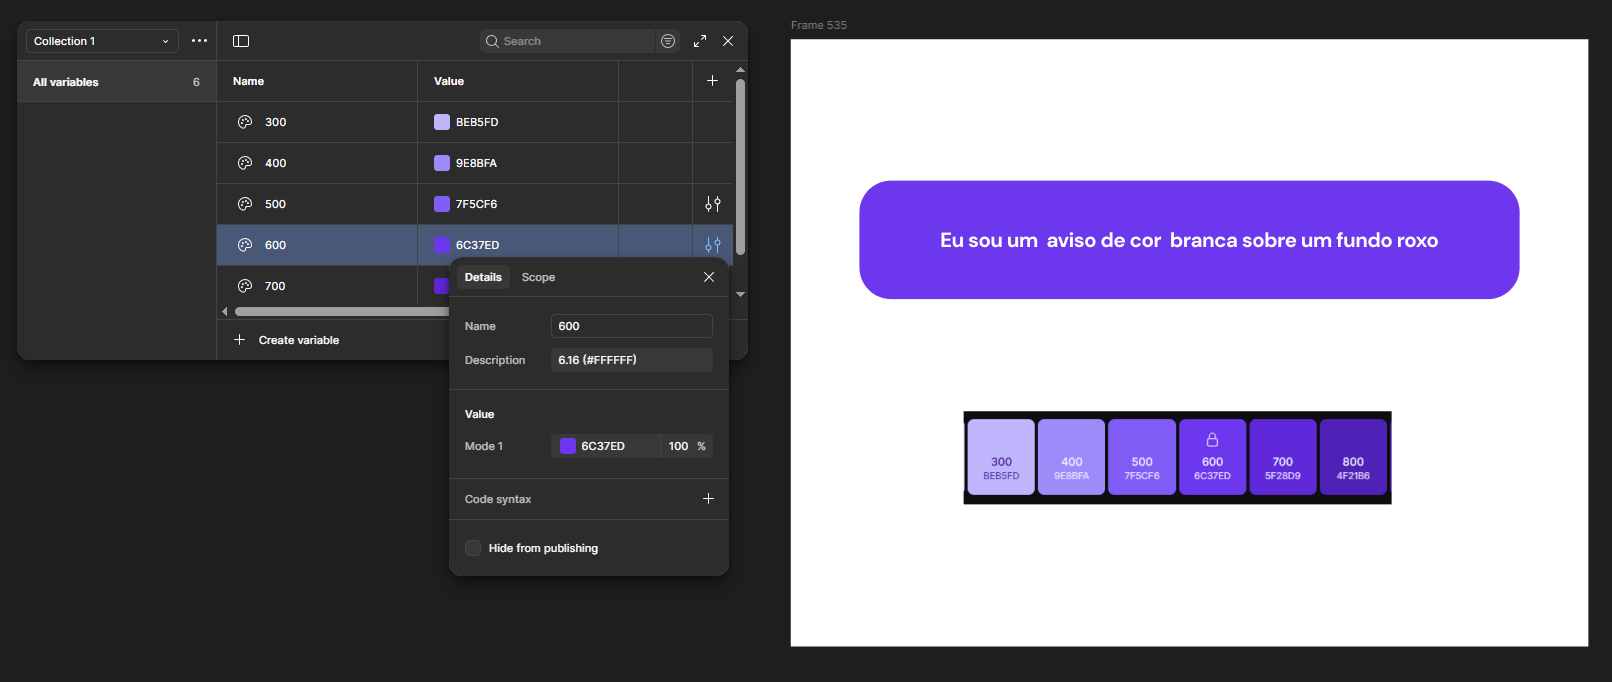 Collection 1
Search
All variables 6
Name Value
300 BEB5FD
400 9E8BFA
500 7F5CF6
600 6C37ED
700
Create variable
Details Scope
Name 600
Description 6.16 (#FFFFFF)
Value
Mode 1 6C37ED 100 %
Code syntax
Hide from publishing
Frame 535
Eu sou um aviso de cor branca sobre um fundo roxo
300 400 500 600 700 800
BEB5FD 9E8BFA 7F5CF6 6C37ED 5F28D9 4F21B6